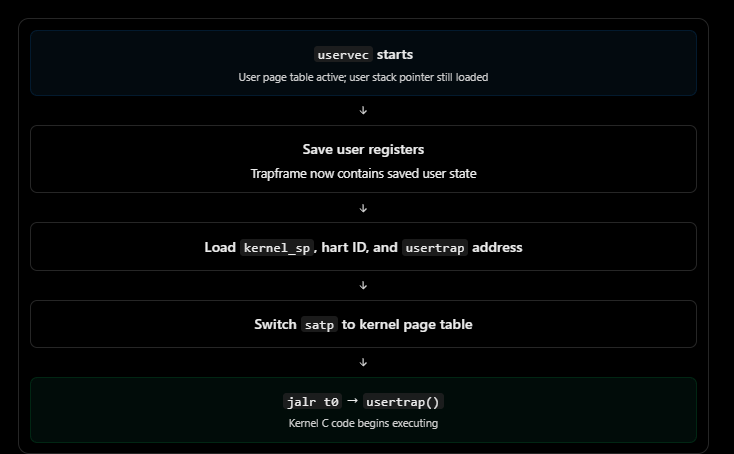 uservec starts
User page table active; user stack pointer still loaded
↓
Save user registers
Trapframe now contains saved user state
↓
Load kernel_sp, hart ID, and usertrap address
↓
Switch satp to kernel page table
↓
jalr t0 → usertrap()
Kernel C code begins executing